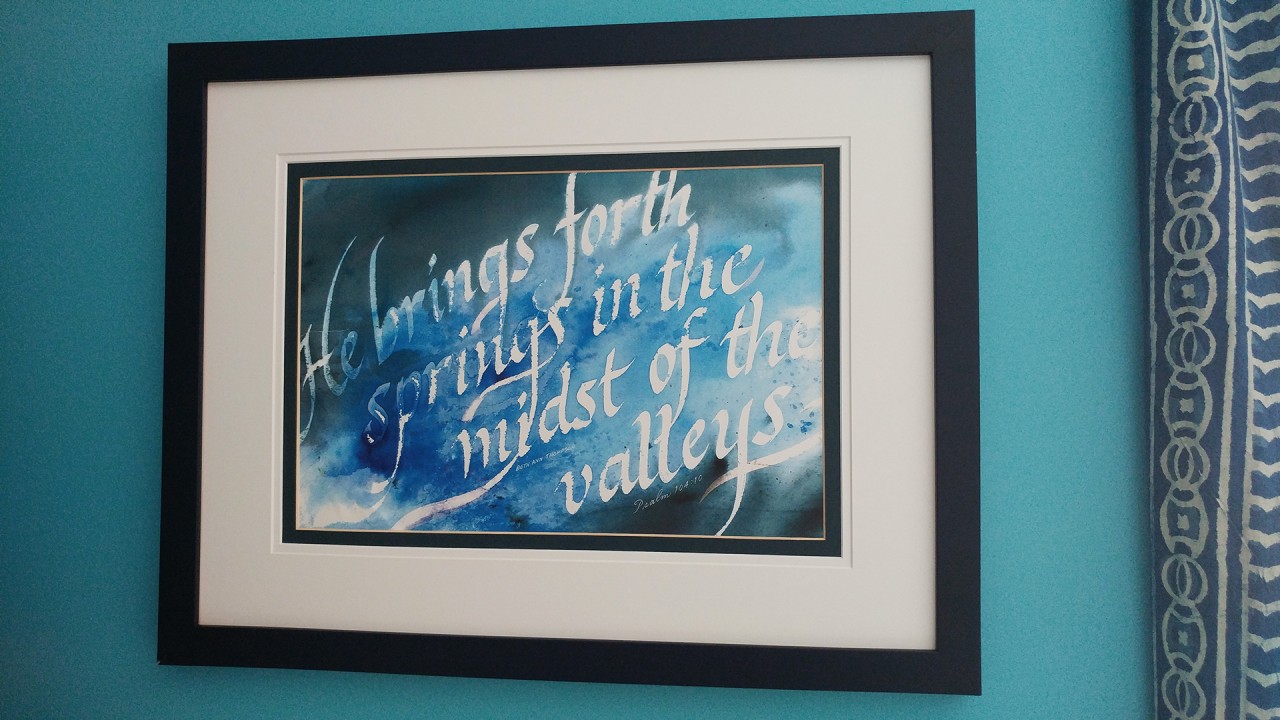 He brings forth
springs in the
midst of the
valleys
Psalm 104:10